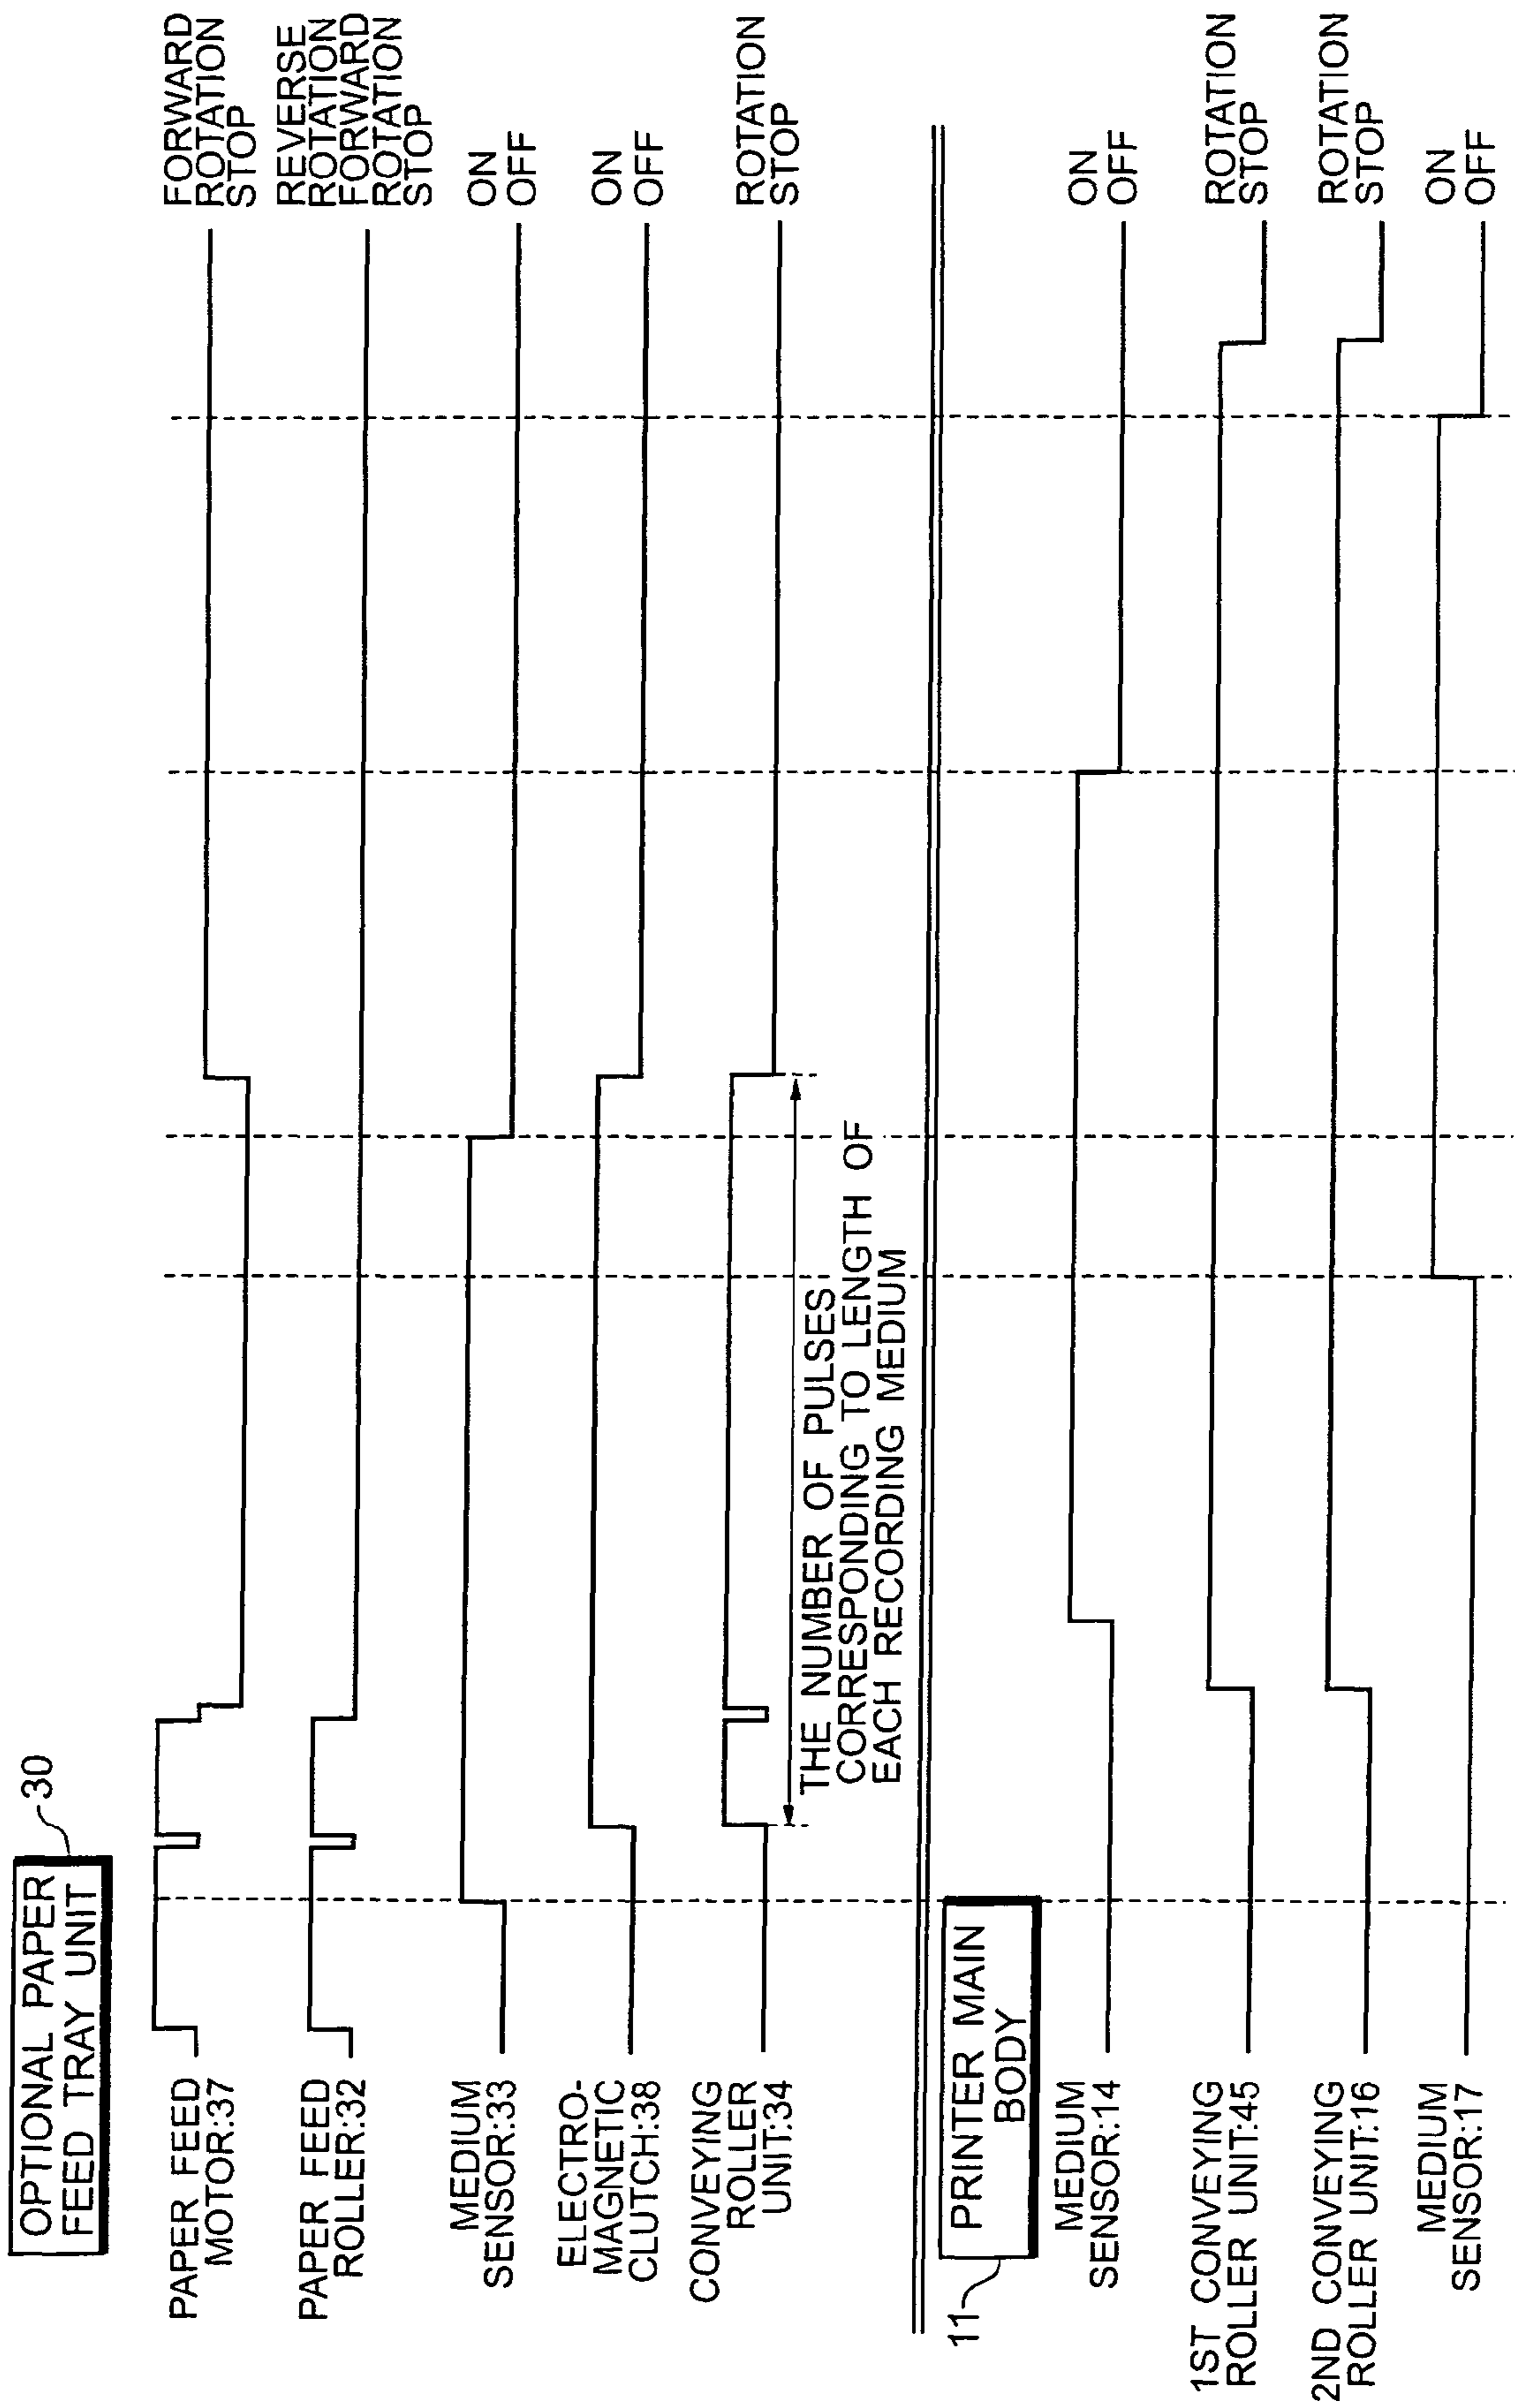 OPTIONAL PAPER
FEED TRAY UNIT
30
PAPER FEED
MOTOR:37
FORWARD
ROTATION
STOP
REVERSE
ROTATION
PAPER FEED
ROLLER:32
FORWARD
ROTATION
STOP
MEDIUM
SENSOR:33
ON
OFF
ELECTRO-
MAGNETIC
CLUTCH:38
ON
OFF
CONVEYING
ROLLER
UNIT:34
ROTATION
STOP
THE NUMBER OF PULSES
CORRESPONDING TO LENGTH OF
EACH RECORDING MEDIUM
11
PRINTER MAIN
BODY
MEDIUM
SENSOR:14
ON
OFF
1ST CONVEYING
ROLLER UNIT:45
ROTATION
STOP
2ND CONVEYING
ROLLER UNIT:16
ROTATION
STOP
MEDIUM
SENSOR:17
ON
OFF